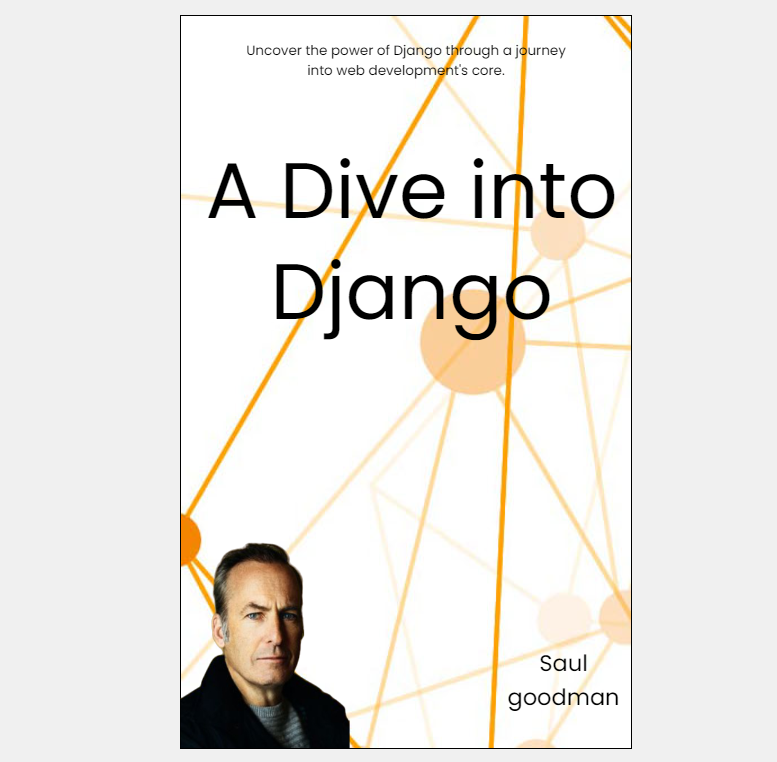 Uncover the power of Django through a journey
into web development's core.
A Dive into
Django
Saul
goodman